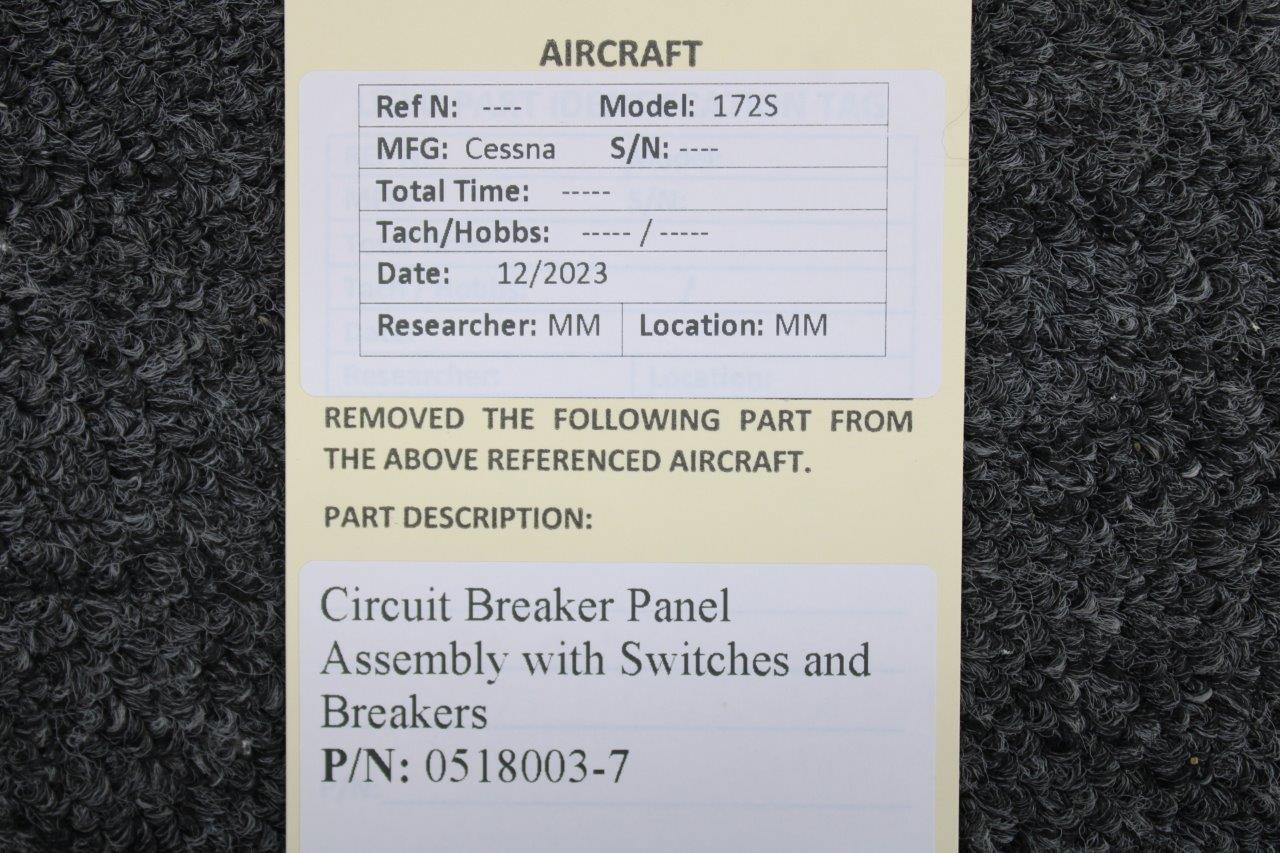 AIRCRAFT
Ref N: ---- Model: 172S
MFG: Cessna S/N: ----
Total Time: -----
Tach/Hobbs: ----- / -----
Date: 12/2023
Researcher: MM Location: MM
REMOVED THE FOLLOWING PART FROM
THE ABOVE REFERENCED AIRCRAFT.
PART DESCRIPTION:
Circuit Breaker Panel
Assembly with Switches and
Breakers
P/N: 0518003-7